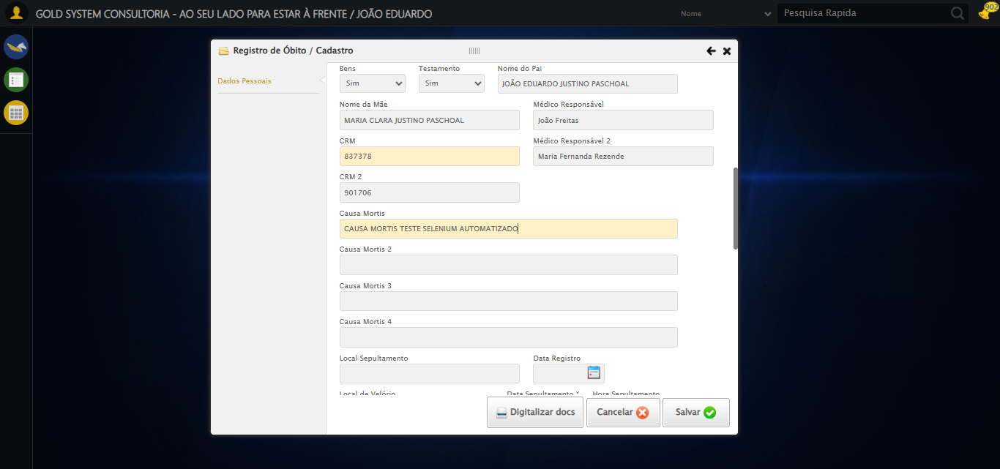 GOLD SYSTEM CONSULTORIA - AO SEU LADO PARA ESTAR À FRENTE / JOÃO EDUARDO
Nome
Pesquisa Rapida
902
Registro de Óbito / Cadastro
Dados Pessoais
Bens Testamento Nome do Pai
Sim Sim JOÃO EDUARDO JUSTINO PASCHOAL
Nome da Mãe Médico Responsável
MARIA CLARA JUSTINO PASCHOAL João Freitas
CRM Médico Responsável 2
837378 Maria Fernanda Rezende
CRM 2
901706
Causa Mortis
CAUSA MORTIS TESTE SELENIUM AUTOMATIZADO
Causa Mortis 2
Causa Mortis 3
Causa Mortis 4
Local Sepultamento Data Registro
Local de Velório Data Sepultamento * Hora Sepultamento
Digitalizar docs Cancelar Salvar